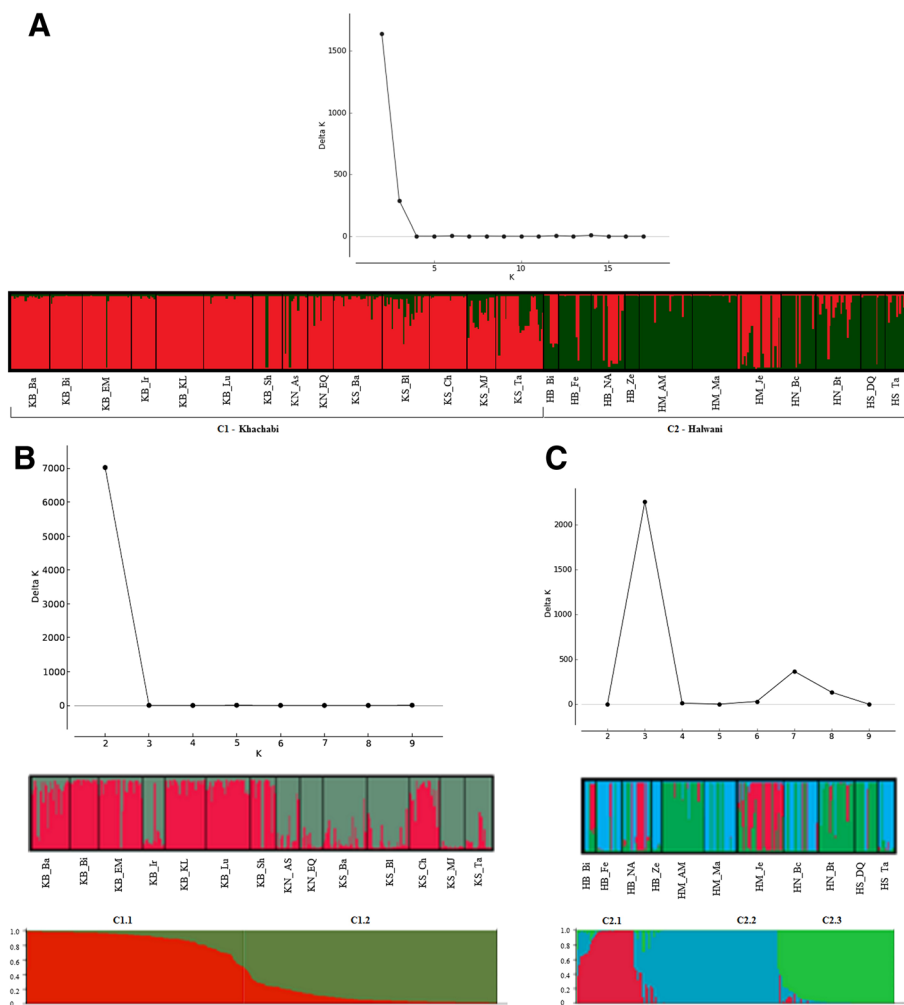 A
1500
1000
500
0
Delta K
5 10 15
K
KB_Ba KB_Bi KB_EM KB_Ir KB_KL KB_Lu KB_Sh KN_As KN_EQ KS_Ba KS_Bl KS_Ch KS_MJ KS_Ta HB_Bi HB_Fe HB_NA HB_Ze HM_AM HM_Ma HM_Je HN_Bc HN_Bt HS_DQ HS_Ta
C1 - Khachabi C2 - Halwani
B
7000
6000
5000
4000
3000
2000
1000
0
Delta K
2 3 4 5 6 7 8 9
K
KB_Ba KB_Bi KB_EM KB_Ir KB_KL KB_Lu KB_Sh KN_AS KN_EQ KS_Ba KS_Bl KS_Ch KS_MJ KS_Ta
C1.1 C1.2
1.0
0.8
0.6
0.4
0.2
0.0
C
2000
1500
1000
500
0
Delta K
2 3 4 5 6 7 8 9
HB_Bi HB_Fe HB_NA HB_Ze HM_AM HM_Ma HM_Je HN_Bc HN_Bt HS_DQ HS_Ta
C2.1 C2.2 C2.3
1.0
0.8
0.6
0.4
0.2
0.0